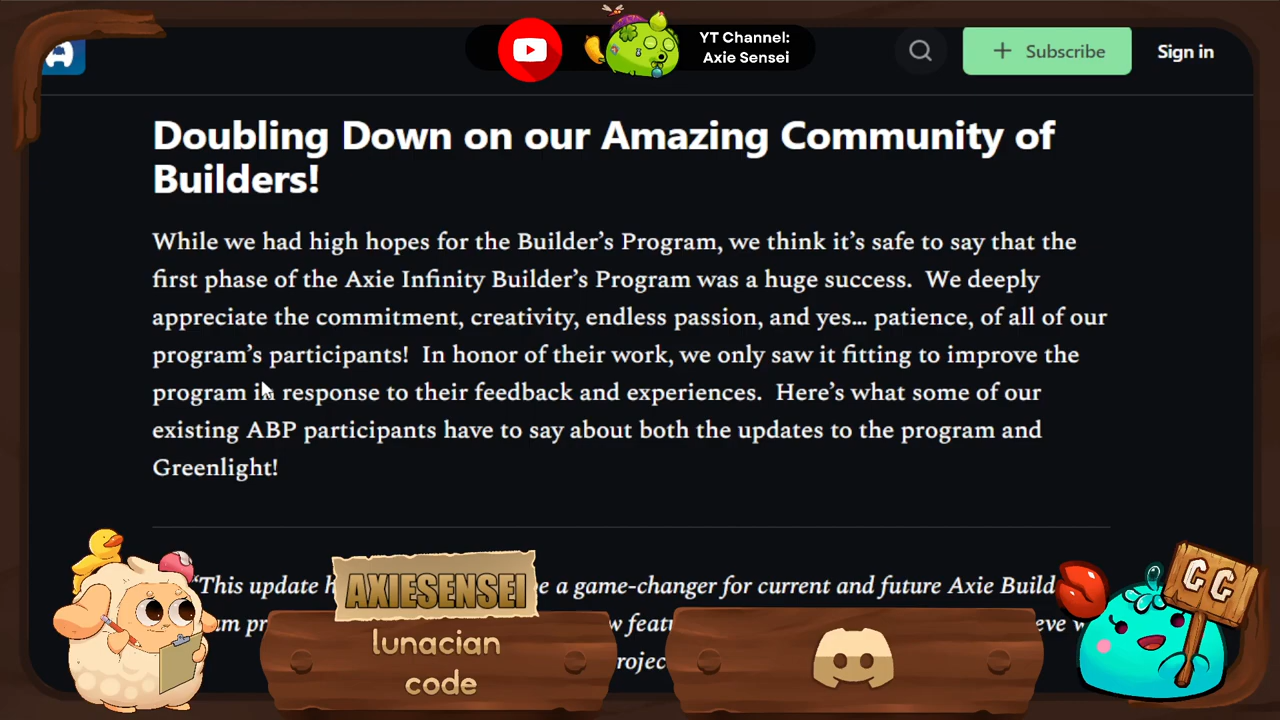 YT Channel:
Axie Sensei
Subscribe
Sign in
Doubling Down on our Amazing Community of
Builders!
While we had high hopes for the Builder’s Program, we think it’s safe to say that the
first phase of the Axie Infinity Builder’s Program was a huge success.  We deeply
appreciate the commitment, creativity, endless passion, and yes… patience, of all of our
program’s participants!  In honor of their work, we only saw it fitting to improve the
program in response to their feedback and experiences.  Here’s what some of our
existing ABP participants have to say about both the updates to the program and
Greenlight!
“This update e a game-changer for current and future Axie Build
AXIESENSEI
lunacian
code
GG